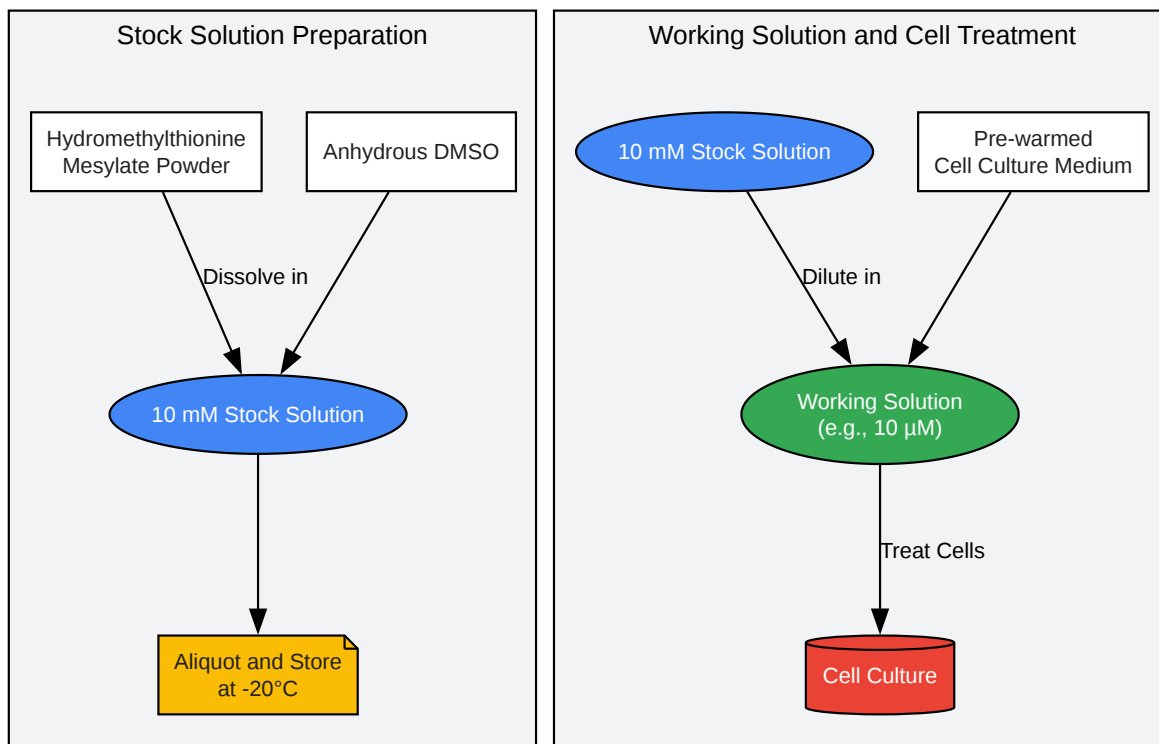 Stock Solution Preparation
Hydromethylthionine
Mesylate Powder
Anhydrous DMSO
Dissolve in
10 mM Stock Solution
Aliquot and Store
at -20°C
Working Solution and Cell Treatment
10 mM Stock Solution
Pre-warmed
Cell Culture Medium
Dilute in
Working Solution
(e.g., 10 µM)
Treat Cells
Cell Culture